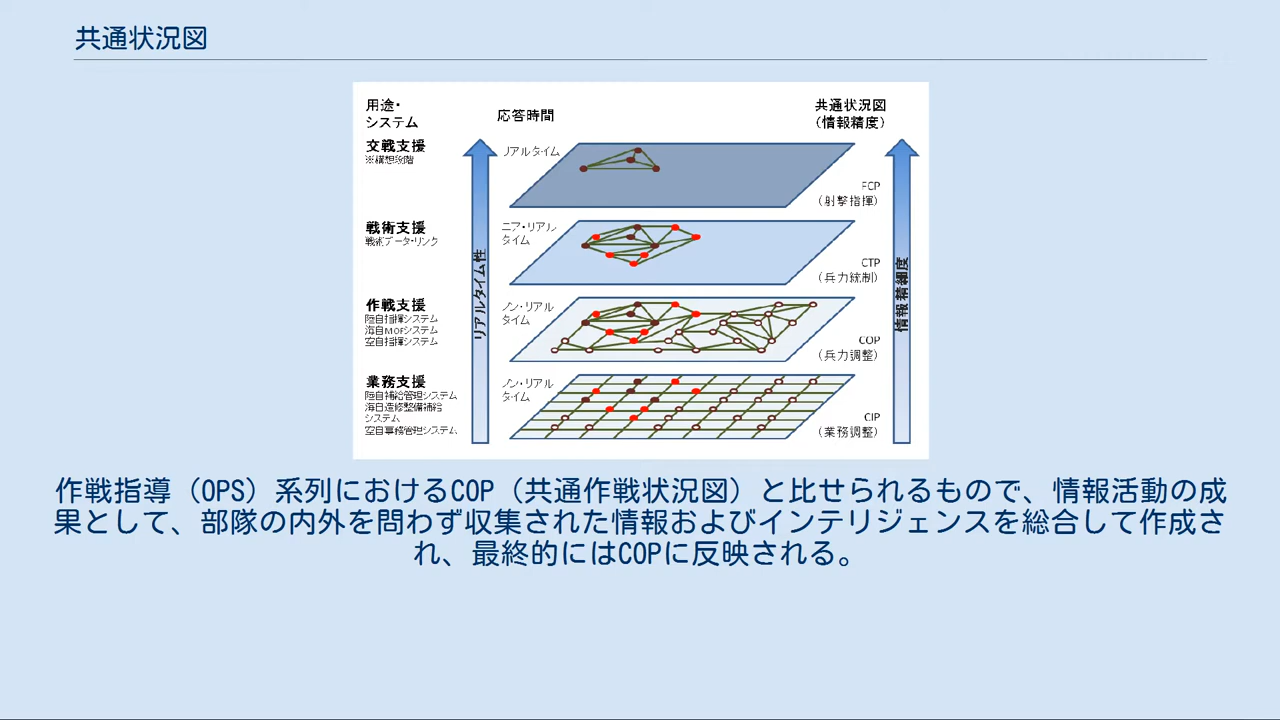 共通状況図
用途・
システム
応答時間
共通状況図
(情報精度)
交戦支援
※構想段階
リアルタイム
FCP
(射撃指揮)
戦術支援
戦術データ・リンク
ニア・リアル
タイム
CTP
(兵力統制)
リアルタイム性
情報精細度
作戦支援
陸自指揮システム
海自MOFシステム
空自指揮システム
ノン・リアル
タイム
COP
(兵力調整)
業務支援
陸自補給管理システム
海自造修整備補給
システム
空自事務管理システム
ノン・リアル
タイム
CIP
(業務調整)
作戦指導（OPS）系列におけるCOP（共通作戦状況図）と比せられるもので、情報活動の成
果として、部隊の内外を問わず収集された情報およびインテリジェンスを総合して作成さ
れ、最終的にはCOPに反映される。